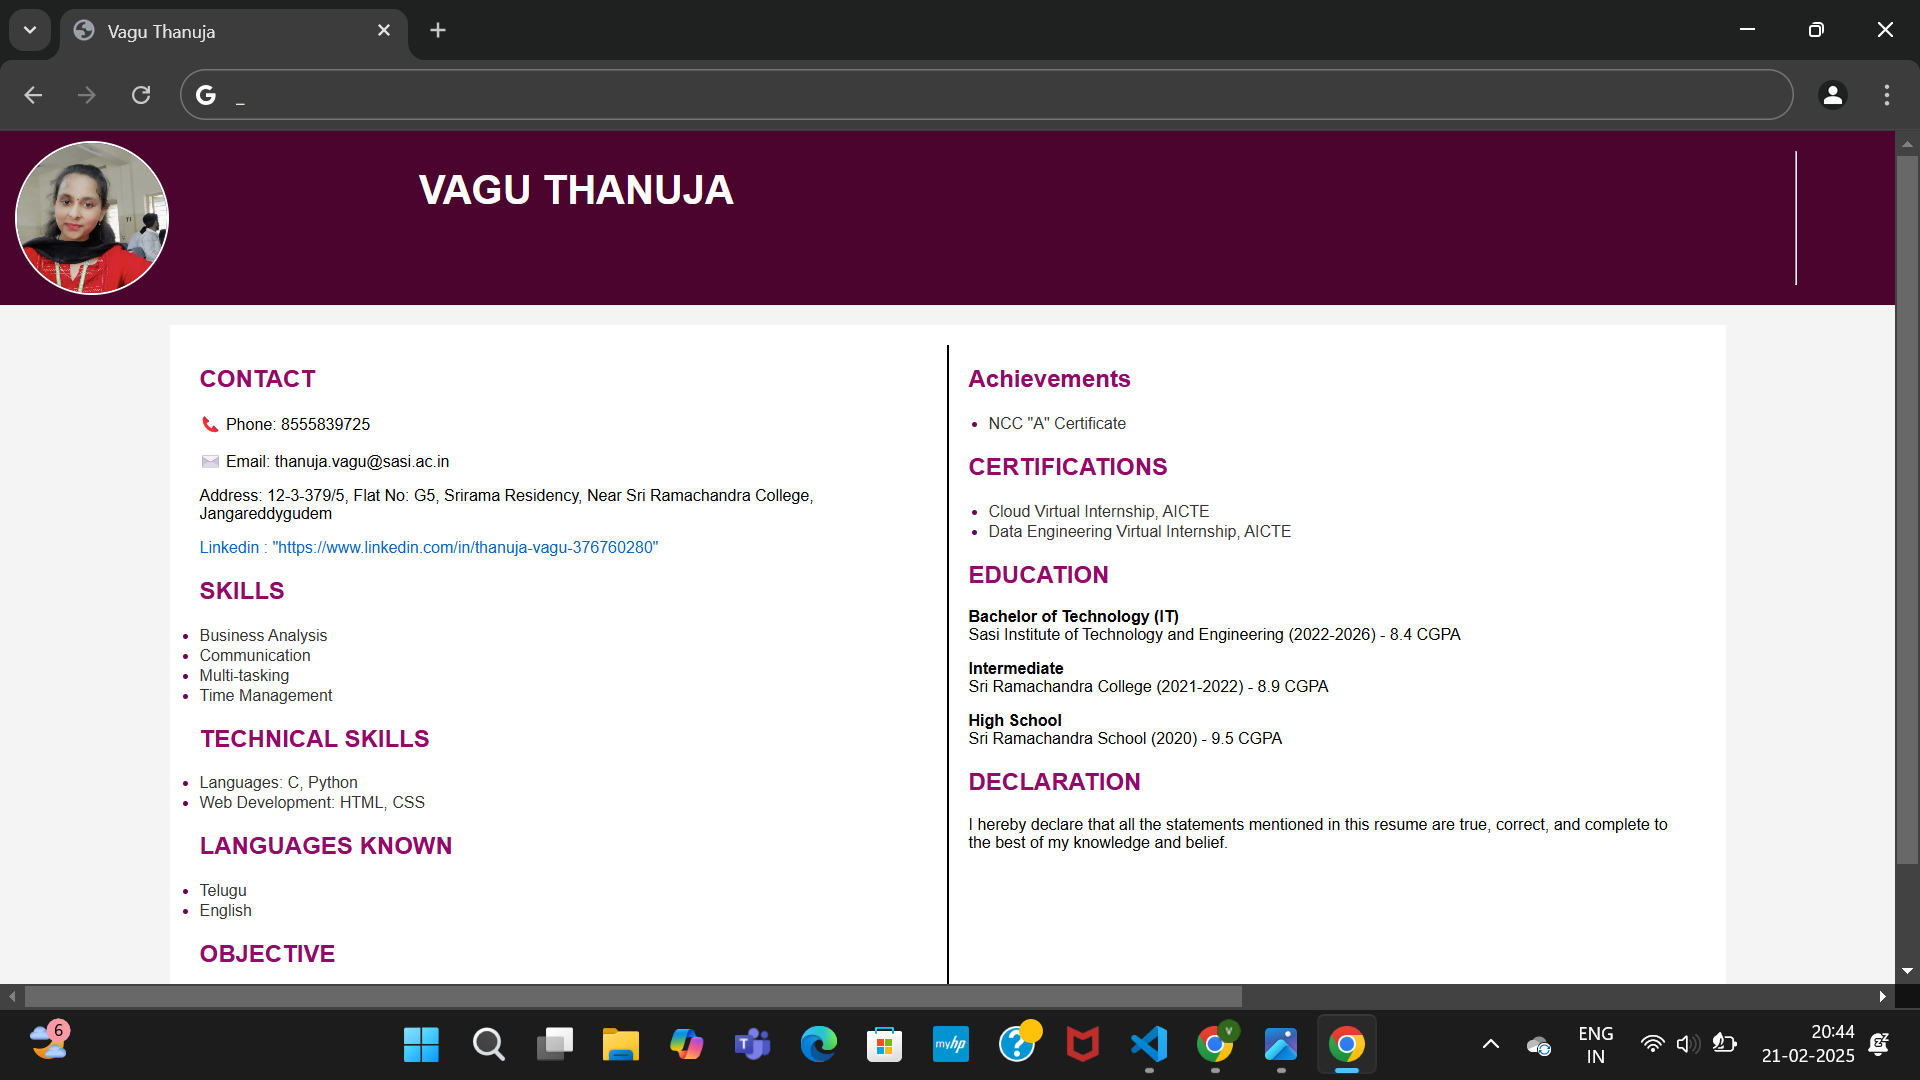 Vagu Thanuja
_
VAGU THANUJA
CONTACT
Phone: 8555839725
Email: thanuja.vagu@sasi.ac.in
Address: 12-3-379/5, Flat No: G5, Srirama Residency, Near Sri Ramachandra College,
Jangareddygudem
Linkedin : "https://www.linkedin.com/in/thanuja-vagu-376760280"
SKILLS
Business Analysis
Communication
Multi-tasking
Time Management
TECHNICAL SKILLS
Languages: C, Python
Web Development: HTML, CSS
LANGUAGES KNOWN
Telugu
English
OBJECTIVE
Achievements
NCC "A" Certificate
CERTIFICATIONS
Cloud Virtual Internship, AICTE
Data Engineering Virtual Internship, AICTE
EDUCATION
Bachelor of Technology (IT)
Sasi Institute of Technology and Engineering (2022-2026) - 8.4 CGPA
Intermediate
Sri Ramachandra College (2021-2022) - 8.9 CGPA
High School
Sri Ramachandra School (2020) - 9.5 CGPA
DECLARATION
I hereby declare that all the statements mentioned in this resume are true, correct, and complete to
the best of my knowledge and belief.
6
myhp
V
ENG
IN
20:44
21-02-2025